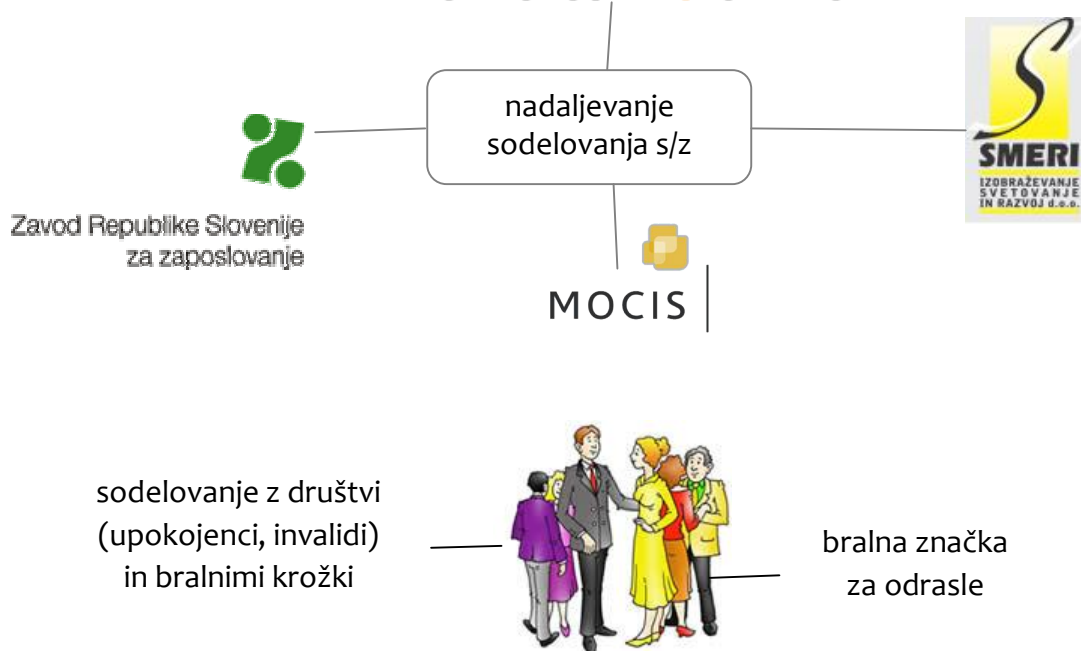 nadaljevanje
sodelovanja s/z
SMERI
IZOBRAŽEVANJE
SVETOVANJE
IN RAZVOJ d.o.o.
Zavod Republike Slovenije
za zaposlovanje
MOCIS
sodelovanje z društvi
(upokojenci, invalidi)
in bralnimi krožki
bralna značka
za odrasle